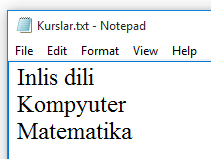 Kurslar.txt - Notepad
File Edit Format View Help
Inlis dili
Kompyuter
Matematika